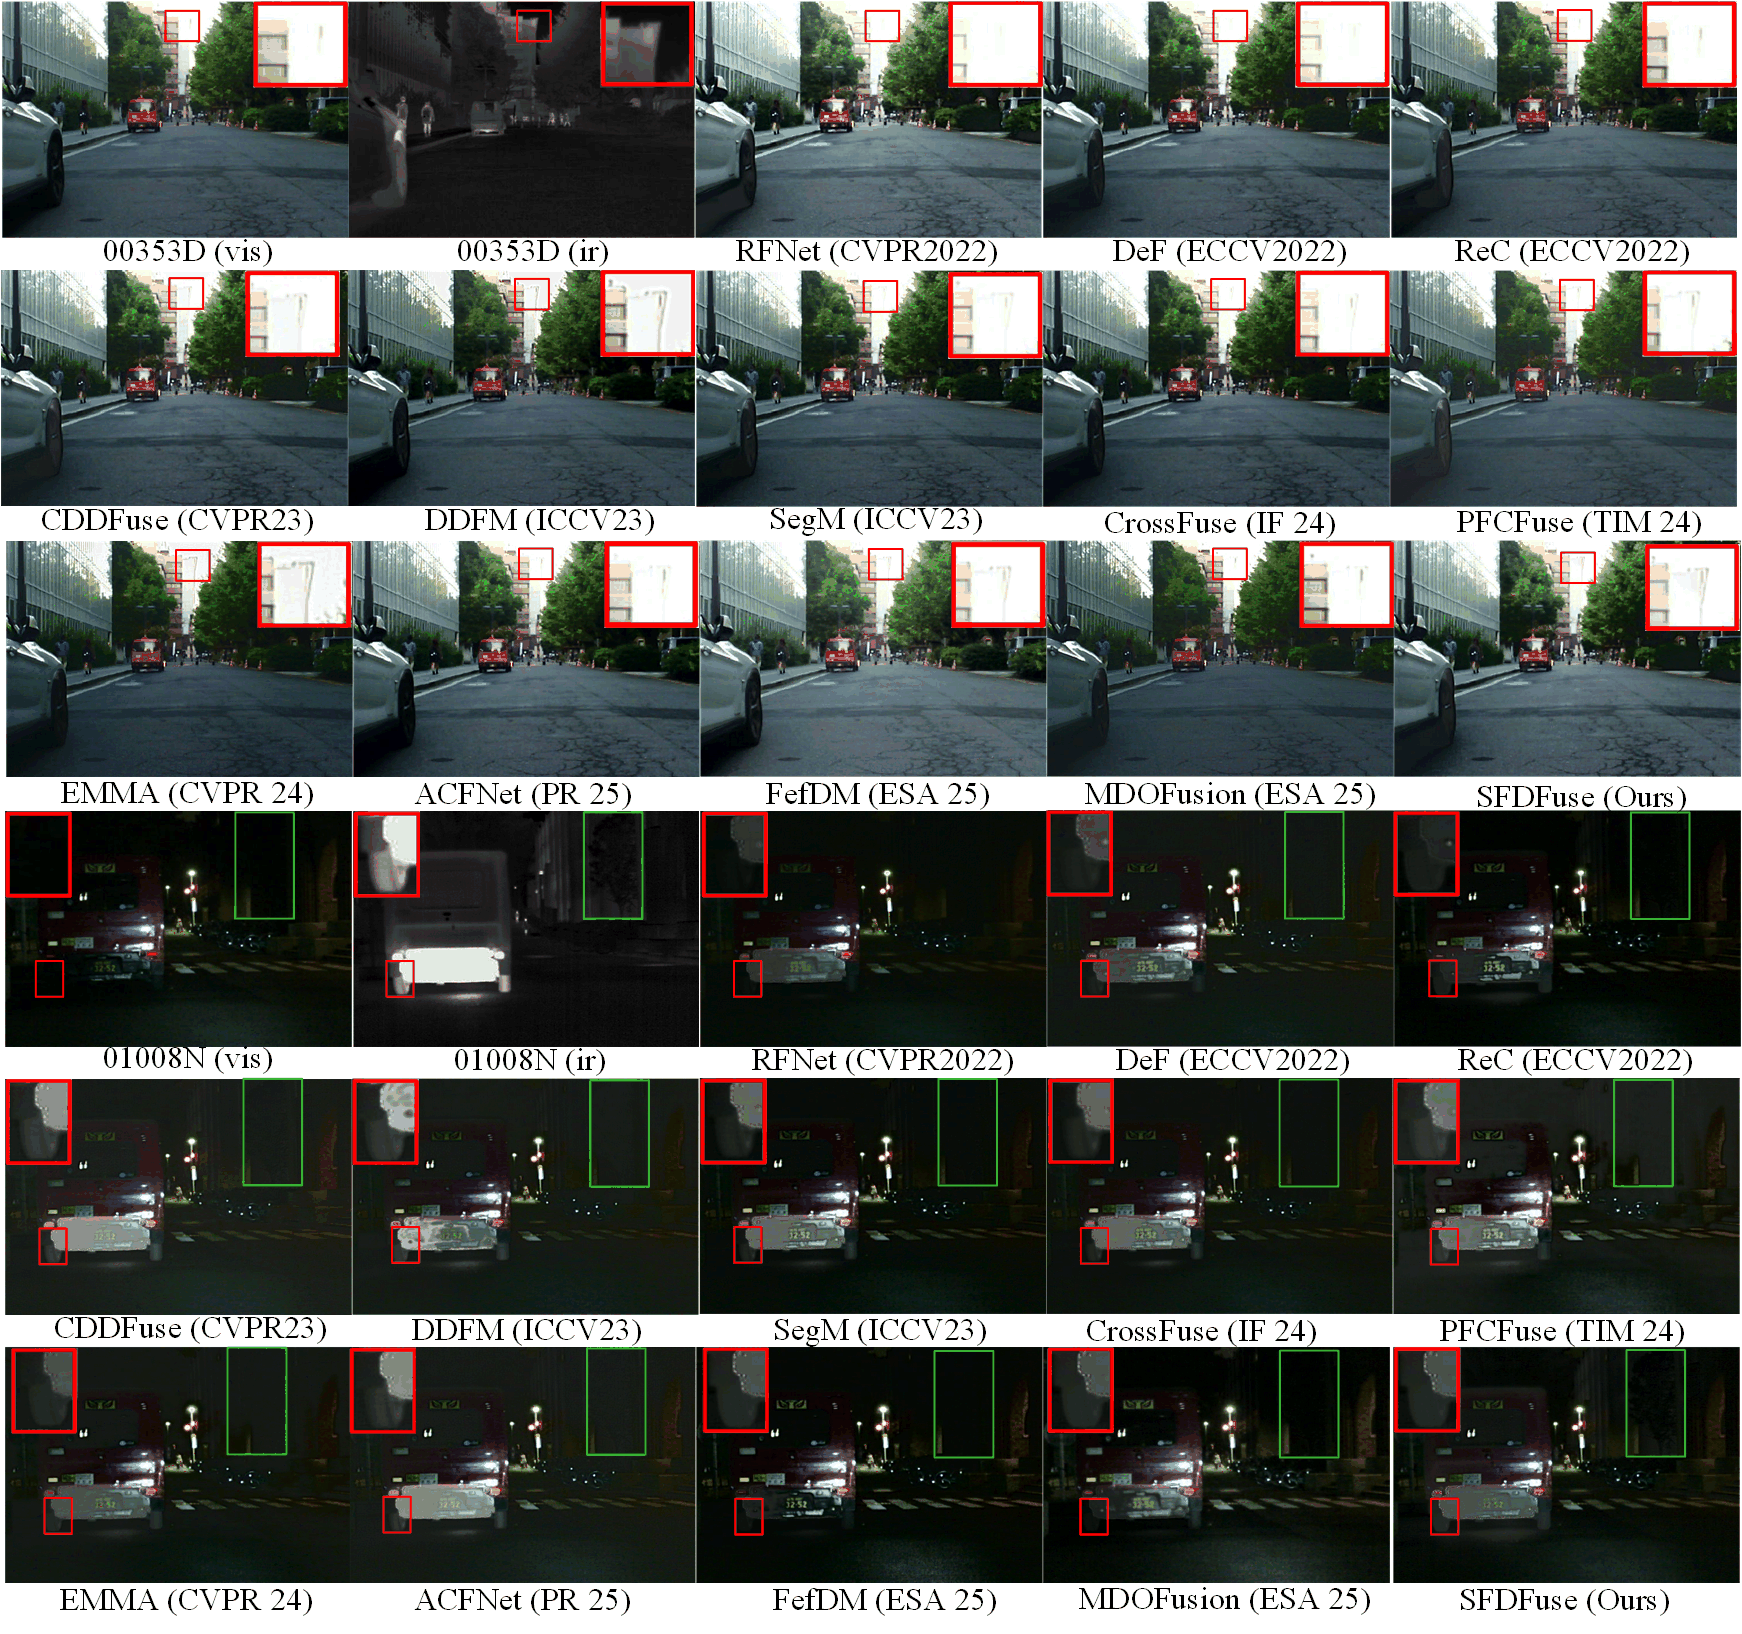 00353D (vis) 00353D (ir) RFNet (CVPR2022) DeF (ECCV2022) ReC (ECCV2022)
CDDFuse (CVPR23) DDFM (ICCV23) SegM (ICCV23) CrossFuse (IF 24) PFCFuse (TIM 24)
EMMA (CVPR 24) ACFNet (PR 25) FefDM (ESA 25) MDOFusion (ESA 25) SFDFuse (Ours)
01008N (vis) 01008N (ir) RFNet (CVPR2022) DeF (ECCV2022) ReC (ECCV2022)
CDDFuse (CVPR23) DDFM (ICCV23) SegM (ICCV23) CrossFuse (IF 24) PFCFuse (TIM 24)
EMMA (CVPR 24) ACFNet (PR 25) FefDM (ESA 25) MDOFusion (ESA 25) SFDFuse (Ours)